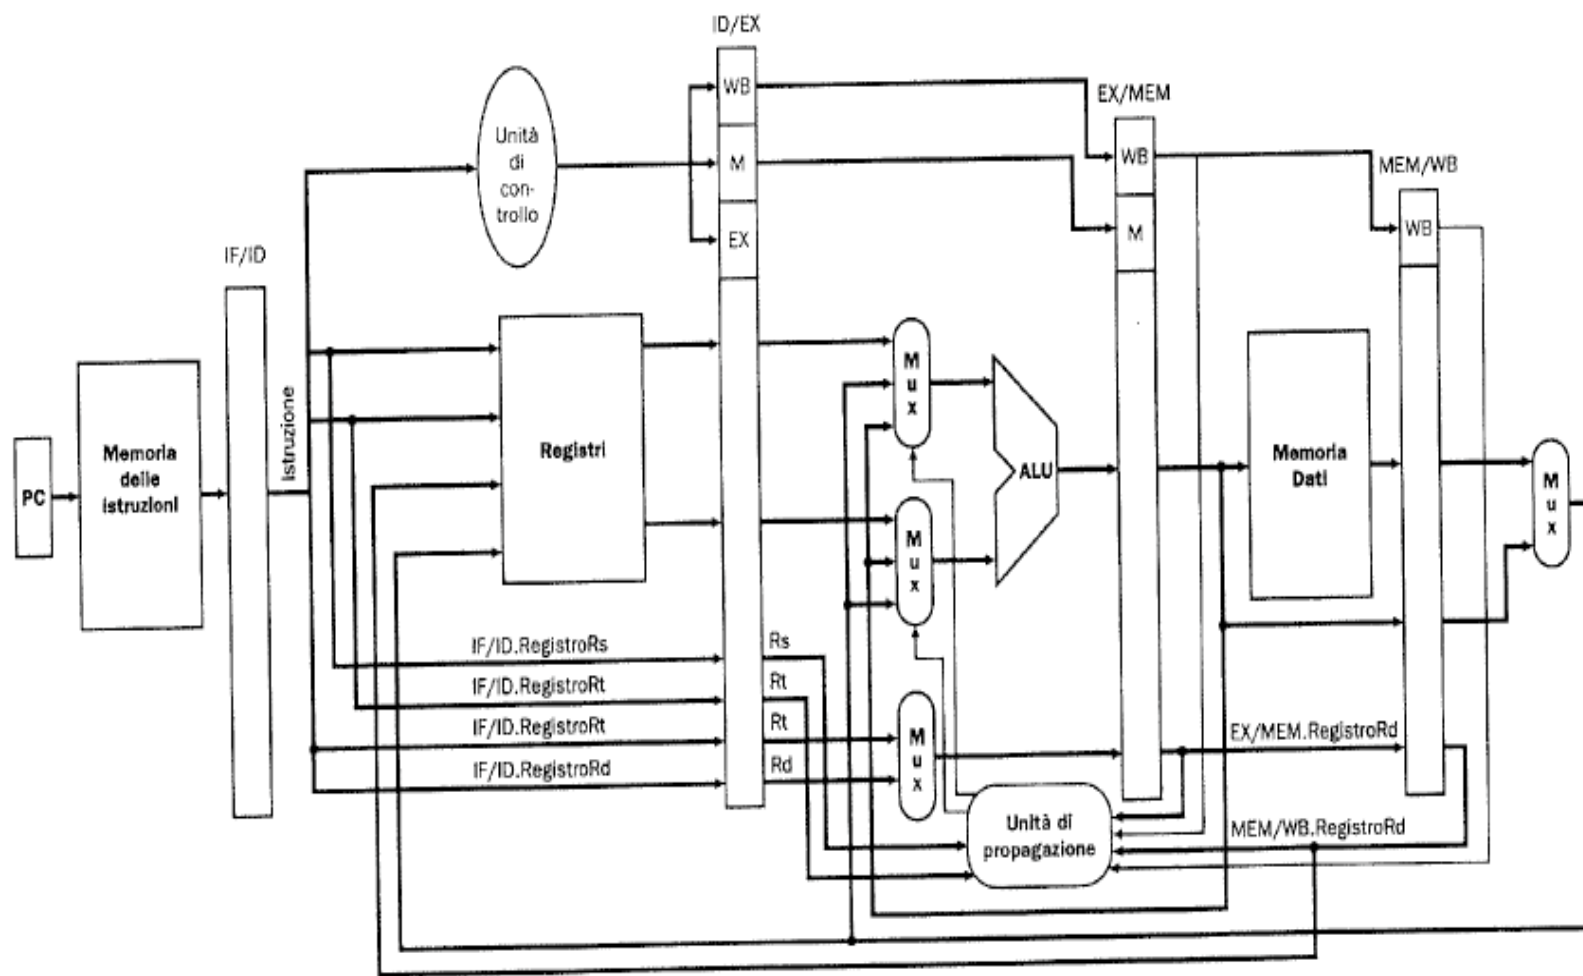 ID/EX
WB
M
EX
Unità
di
con-
trollo
EX/MEM
WB
M
MEM/WB
WB
IF/ID
Istruzione
PC
Memoria
delle
istruzioni
Registri
M
u
x
M
u
x
ALU
Memoria
Dati
M
u
x
IF/ID.RegistroRs
IF/ID.RegistroRt
IF/ID.RegistroRt
IF/ID.RegistroRd
Rs
Rt
Rt
Rd
M
u
x
Unità di
propagazione
EX/MEM.RegistroRd
MEM/WB.RegistroRd